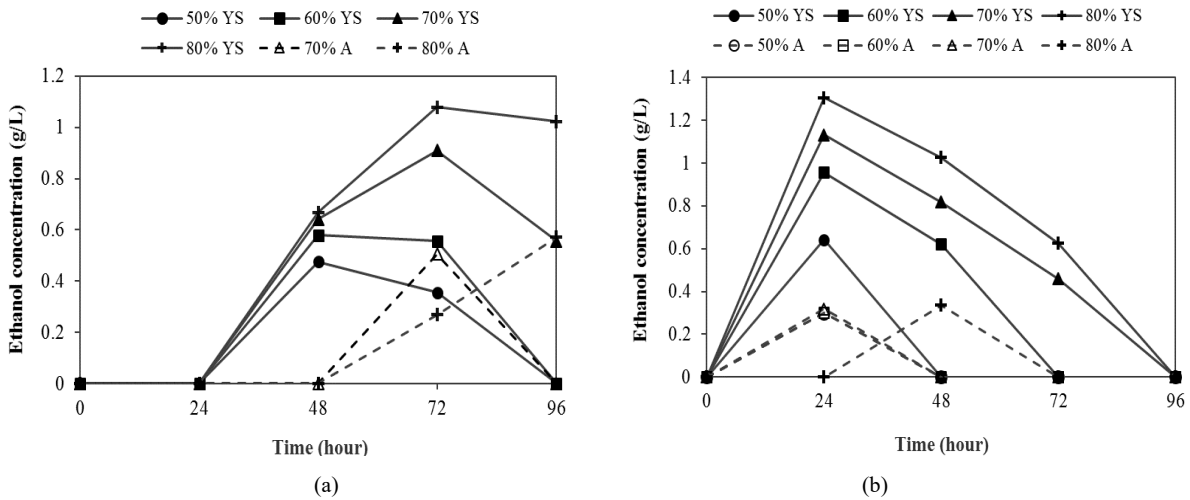 50% YS 60% YS 70% YS
80% YS 70% A 80% A
Ethanol concentration (g/L)
1.2
1
0.8
0.6
0.4
0.2
0
0 24 48 72 96
Time (hour)
(a)
50% YS 60% YS 70% YS 80% YS
50% A 60% A 70% A 80% A
Ethanol concentration (g/L)
1.4
1.2
1
0.8
0.6
0.4
0.2
0
0 24 48 72 96
Time (hour)
(b)